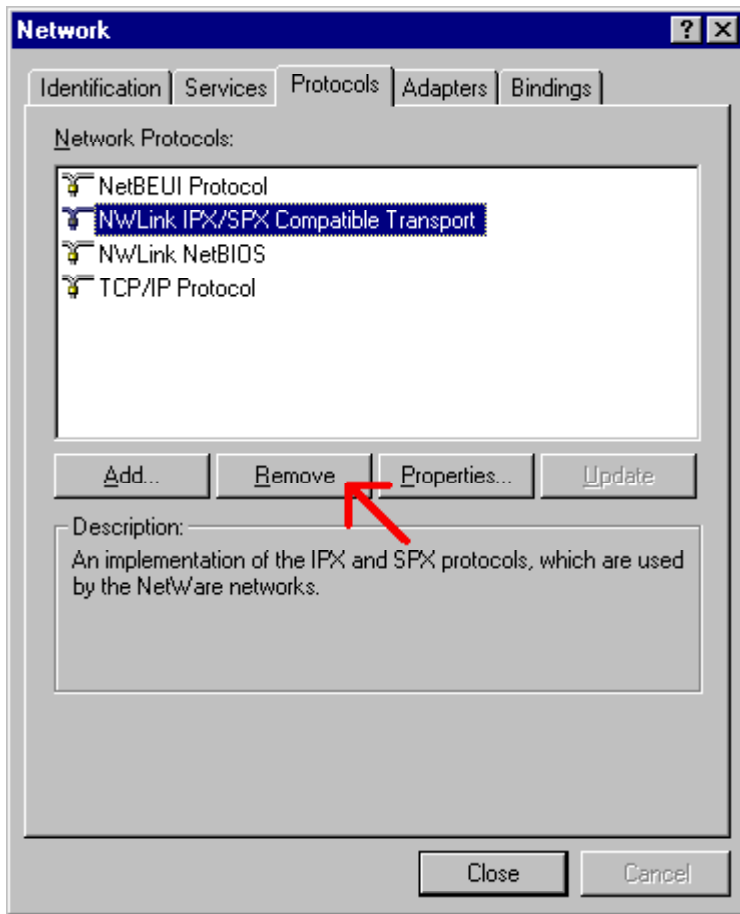 Network
Identification Services Protocols Adapters Bindings
Network Protocols:
NetBEUI Protocol
NWLink IPX/SPX Compatible Transport
NWLink NetBIOS
TCP/IP Protocol
Add... Remove Properties... Update
Description:
An implementation of the IPX and SPX protocols, which are used
by the NetWare networks.
Close Cancel